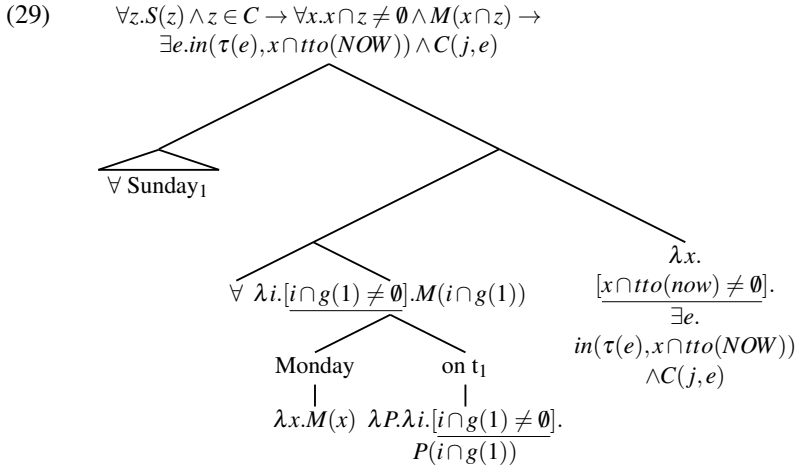 (29) ∀z.S(z) ∧ z ∈ C → ∀x.x ∩ z ≠ ∅ ∧ M(x ∩ z) →
∃e.in(τ(e), x ∩ tto(NOW)) ∧ C(j, e)
∀ Sunday₁
∀ λi.[i ∩ g(1) ≠ ∅].M(i ∩ g(1))
λx.
[x ∩ tto(now) ≠ ∅].
∃e.
in(τ(e), x ∩ tto(NOW))
∧C(j, e)
Monday on t₁
λx.M(x) λP.λi.[i ∩ g(1) ≠ ∅].
P(i ∩ g(1))